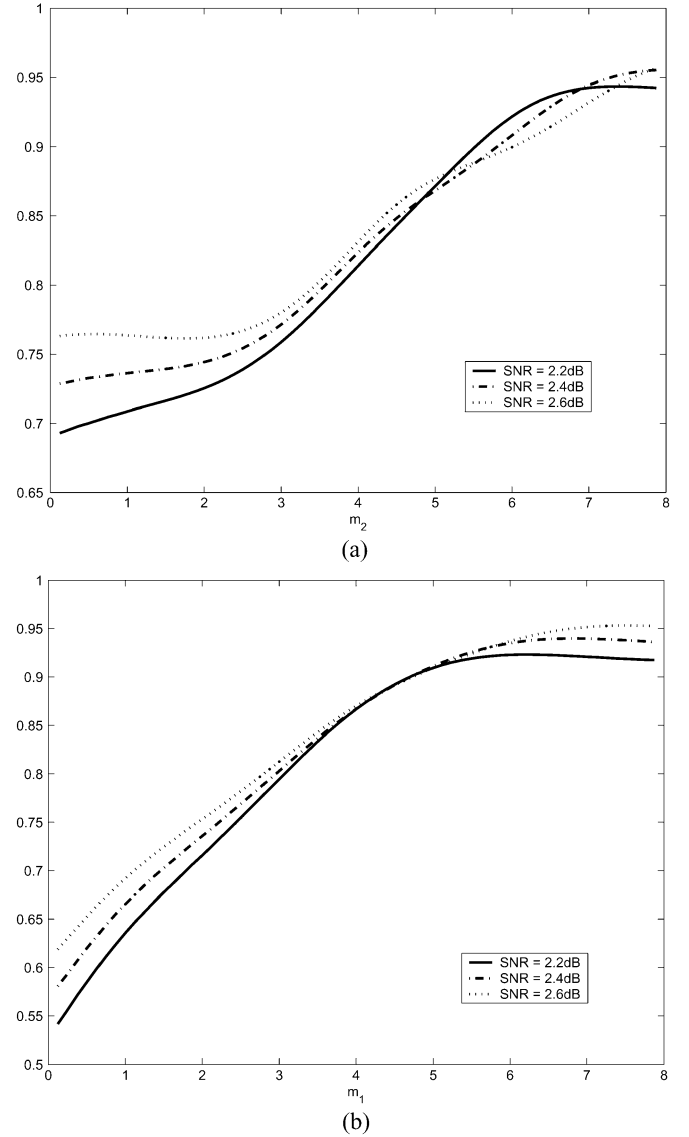 1
0.95
0.9
0.85
0.8
0.75
0.7
0.65
SNR = 2.2dB
SNR = 2.4dB
SNR = 2.6dB
0 1 2 3 4 5 6 7 8
m2
(a)
1
0.95
0.9
0.85
0.8
0.75
0.7
0.65
0.6
0.55
0.5
SNR = 2.2dB
SNR = 2.4dB
SNR = 2.6dB
0 1 2 3 4 5 6 7 8
m1
(b)